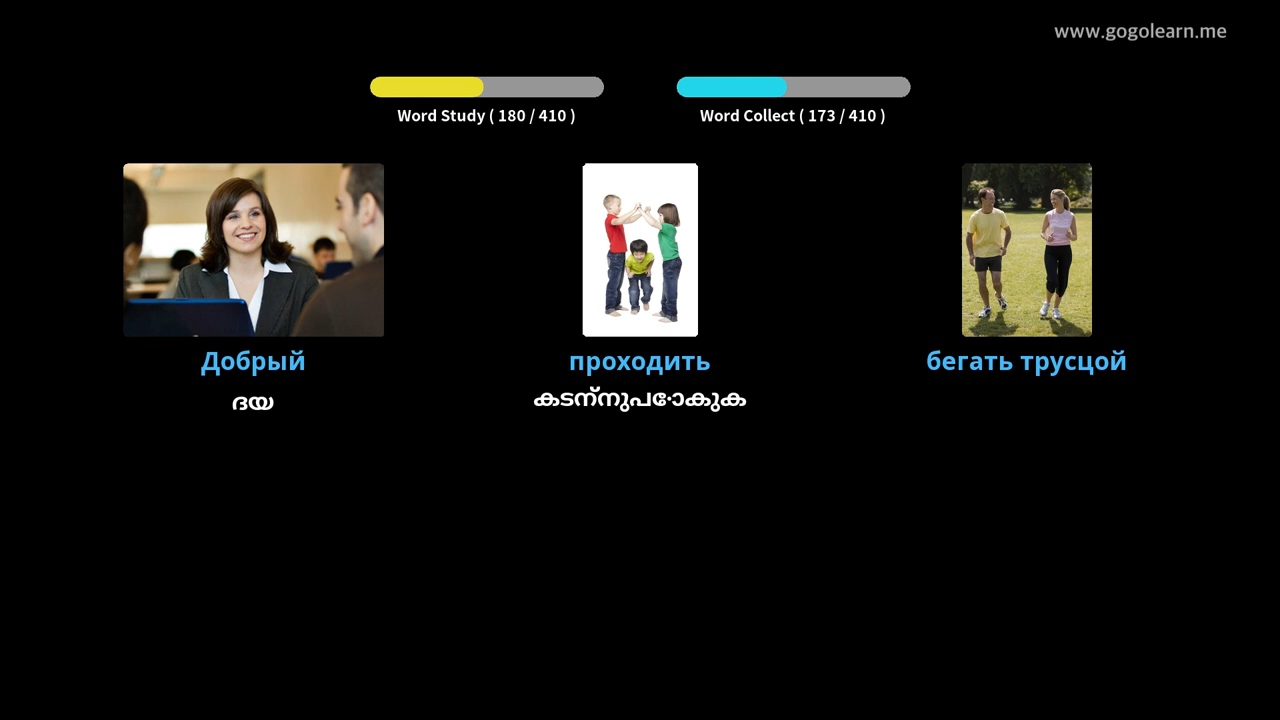 www.gogolearn.me
Word Study ( 180 / 410 )
Word Collect ( 173 / 410 )
Добрый
проходить
бегать трусцой
ദയ
കടന്നുപോകുക